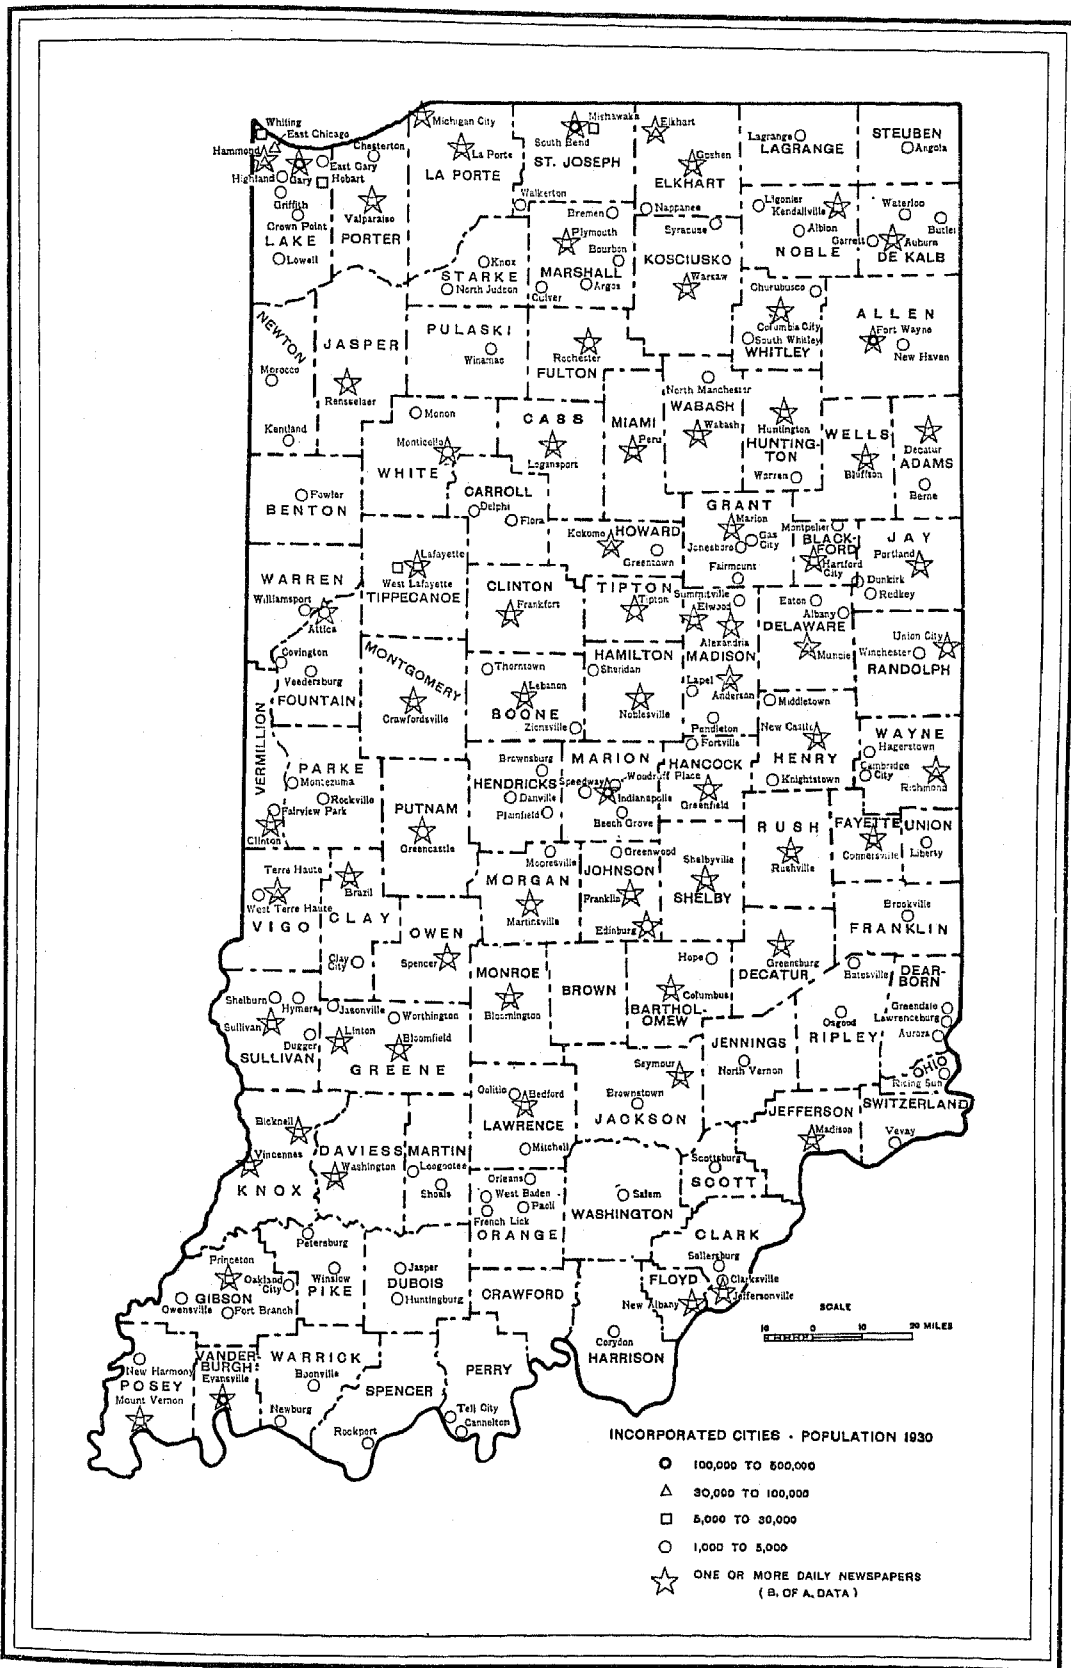 Whiting
East Chicago
Hammond
Highland
Gary
East Gary
Hobart
Chesterton
Griffith
Crown Point
LAKE
Lowell
Valparaiso
PORTER
Michigan City
La Porte
LA PORTE
South Bend
Mishawaka
ST. JOSEPH
Walkerton
Elkhart
Goshen
ELKHART
Nappanee
Lagrange
LAGRANGE
STEUBEN
Angola
Ligonier
Kendallville
Albion
NOBLE
Waterloo
Butler
Garrett
Auburn
DE KALB
Knox
STARKE
North Judson
Bremen
Plymouth
Bourbon
MARSHALL
Argos
Culver
Syracuse
KOSCIUSKO
Warsaw
Churubusco
Columbia City
South Whitley
WHITLEY
ALLEN
Fort Wayne
New Haven
NEWTON
Morocco
Kentland
JASPER
Rensselaer
PULASKI
Winamac
Rochester
FULTON
North Manchester
WABASH
Wabash
Huntington
HUNTING-
TON
Warren
WELLS
Bluffton
Decatur
ADAMS
Berne
Monon
Monticello
WHITE
CASS
Logansport
MIAMI
Peru
Fowler
BENTON
CARROLL
Delphi
Flora
Kokomo
HOWARD
Greentown
GRANT
Marion
Jonesboro
Gas
City
Fairmount
Montpelier
BLACK-
FORD
Hartford
City
JAY
Portland
Dunkirk
Redkey
WARREN
Williamsport
Attica
Lafayette
West Lafayette
TIPPECANOE
CLINTON
Frankfort
TIPTON
Tipton
Summitville
Elwood
Alexandria
MADISON
Lapel
Anderson
Pendleton
Eaton
Albany
DELAWARE
Muncie
Union City
Winchester
RANDOLPH
Covington
Veedersburg
FOUNTAIN
MONTGOMERY
Crawfordsville
Thorntown
Lebanon
BOONE
Zionsville
HAMILTON
Sheridan
Noblesville
Middletown
New Castle
HENRY
Knightstown
WAYNE
Hagerstown
Cambridge
City
Richmond
VERMILLION
PARKE
Montezuma
Rockville
Fairview Park
Clinton
PUTNAM
Greencastle
Brownsburg
HENDRICKS
Danville
Plainfield
MARION
Speedway
Woodruff Place
Indianapolis
Beech Grove
Fortville
HANCOCK
Greenfield
RUSH
Rushville
FAYETTE
Connersville
UNION
Liberty
Terre Haute
West Terre Haute
VIGO
Brazil
CLAY
Clay
City
OWEN
Spencer
Mooresville
MORGAN
Martinsville
Greenwood
JOHNSON
Franklin
Edinburg
Shelbyville
SHELBY
Brookville
FRANKLIN
Shelburn
Hymera
Sullivan
Dugger
SULLIVAN
Jasonville
Worthington
Linton
Bloomfield
GREENE
MONROE
Bloomington
BROWN
Hope
Columbus
BARTHOL-
OMEW
Greensburg
DECATUR
Batesville
DEAR-
BORN
Greendale
Lawrenceburg
Aurora
Osgood
RIPLEY
OHIO
Rising Sun
JENNINGS
North Vernon
Seymour
Brownstown
JACKSON
Oolitic
Bedford
LAWRENCE
Mitchell
JEFFERSON
Madison
SWITZERLAND
Vevay
Bicknell
Vincennes
KNOX
DAVIESS
Washington
MARTIN
Loogootee
Shoals
Orleans
West Baden
Paoli
French Lick
ORANGE
Salem
WASHINGTON
Scottsburg
SCOTT
CLARK
Sellersburg
Clarksville
Jeffersonville
FLOYD
New Albany
Princeton
Oakland
City
GIBSON
Owensville
Fort Branch
Petersburg
Winslow
PIKE
Jasper
DUBOIS
Huntingburg
CRAWFORD
Corydon
HARRISON
New Harmony
POSEY
Mount Vernon
VANDER-
BURGH
Evansville
WARRICK
Boonville
Newburg
SPENCER
Rockport
PERRY
Tell City
Cannelton
SCALE
10 0 10 20 MILES
INCORPORATED CITIES - POPULATION 1930
100,000 TO 500,000
30,000 TO 100,000
5,000 TO 30,000
1,000 TO 5,000
ONE OR MORE DAILY NEWSPAPERS
( B. OF A. DATA )